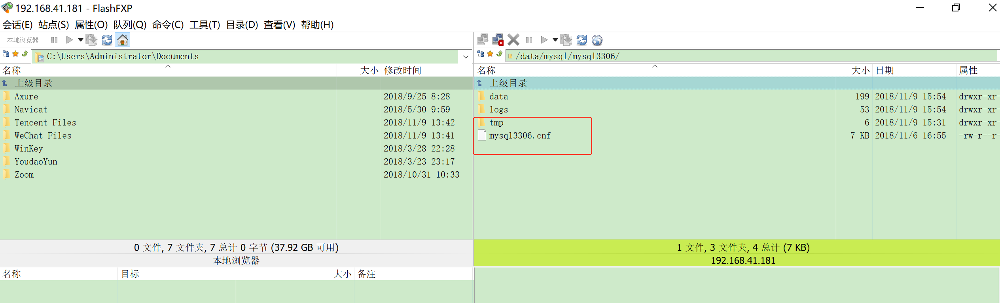 192.168.41.181 - FlashFXP
会话(E) 站点(S) 属性(O) 队列(Q) 命令(C) 工具(T) 目录(D) 查看(V) 帮助(H)
本地浏览器
C:\Users\Administrator\Documents
名称 大小 修改时间
上级目录
Axure 2018/9/25 8:28
Navicat 2018/5/30 9:59
Tencent Files 2018/11/9 13:42
WeChat Files 2018/11/9 13:41
WinKey 2018/3/28 22:28
YoudaoYun 2018/3/23 23:17
Zoom 2018/10/31 10:33
0 文件, 7 文件夹, 7 总计 0 字节 (37.92 GB 可用)
本地浏览器
名称 目标 大小 备注
/data/mysql/mysql3306/
名称 大小 日期 属性
上级目录
data 199 2018/11/9 15:54 drwxr-xr-
logs 53 2018/11/9 15:54 drwxr-xr-
tmp 6 2018/11/9 15:31 drwxr-xr-
mysql3306.cnf 7 KB 2018/11/6 16:55 -rw-r--r-
1 文件, 3 文件夹, 4 总计 (7 KB)
192.168.41.181